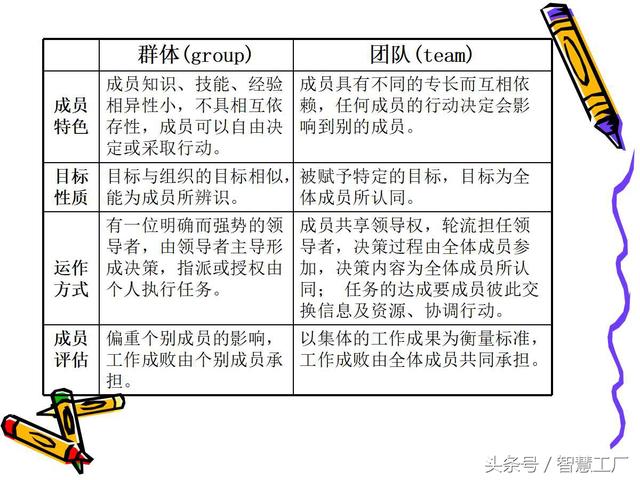 群体(group)
团队(team)
成员
特色
成员知识、技能、经验
相异性小，不具相互依
存性，成员可以自由决
定或采取行动。
成员具有不同的专长而互相依
赖，任何成员的行动决定会影
响到别的成员。
目标
性质
目标与组织的目标相似，
能为成员所辨识。
被赋予特定的目标，目标为全
体成员所认同。
运作
方式
有一位明确而强势的领
导者，由领导者主导形
成决策，指派或授权由
个人执行任务。
成员共享领导权，轮流担任领
导者，决策过程由全体成员参
加，决策内容为全体成员所认
同； 任务的达成要成员彼此交
换信息及资源、协调行动。
成员
评估
偏重个别成员的影响，
工作成败由个别成员承
担。
以集体的工作成果为衡量标准，
工作成败由全体成员共同承担。
头条号／智慧工厂